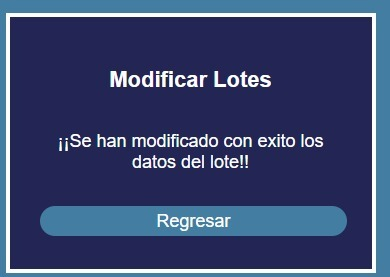 Modificar Lotes
¡¡Se han modificado con exito los
datos del lote!!
Regresar